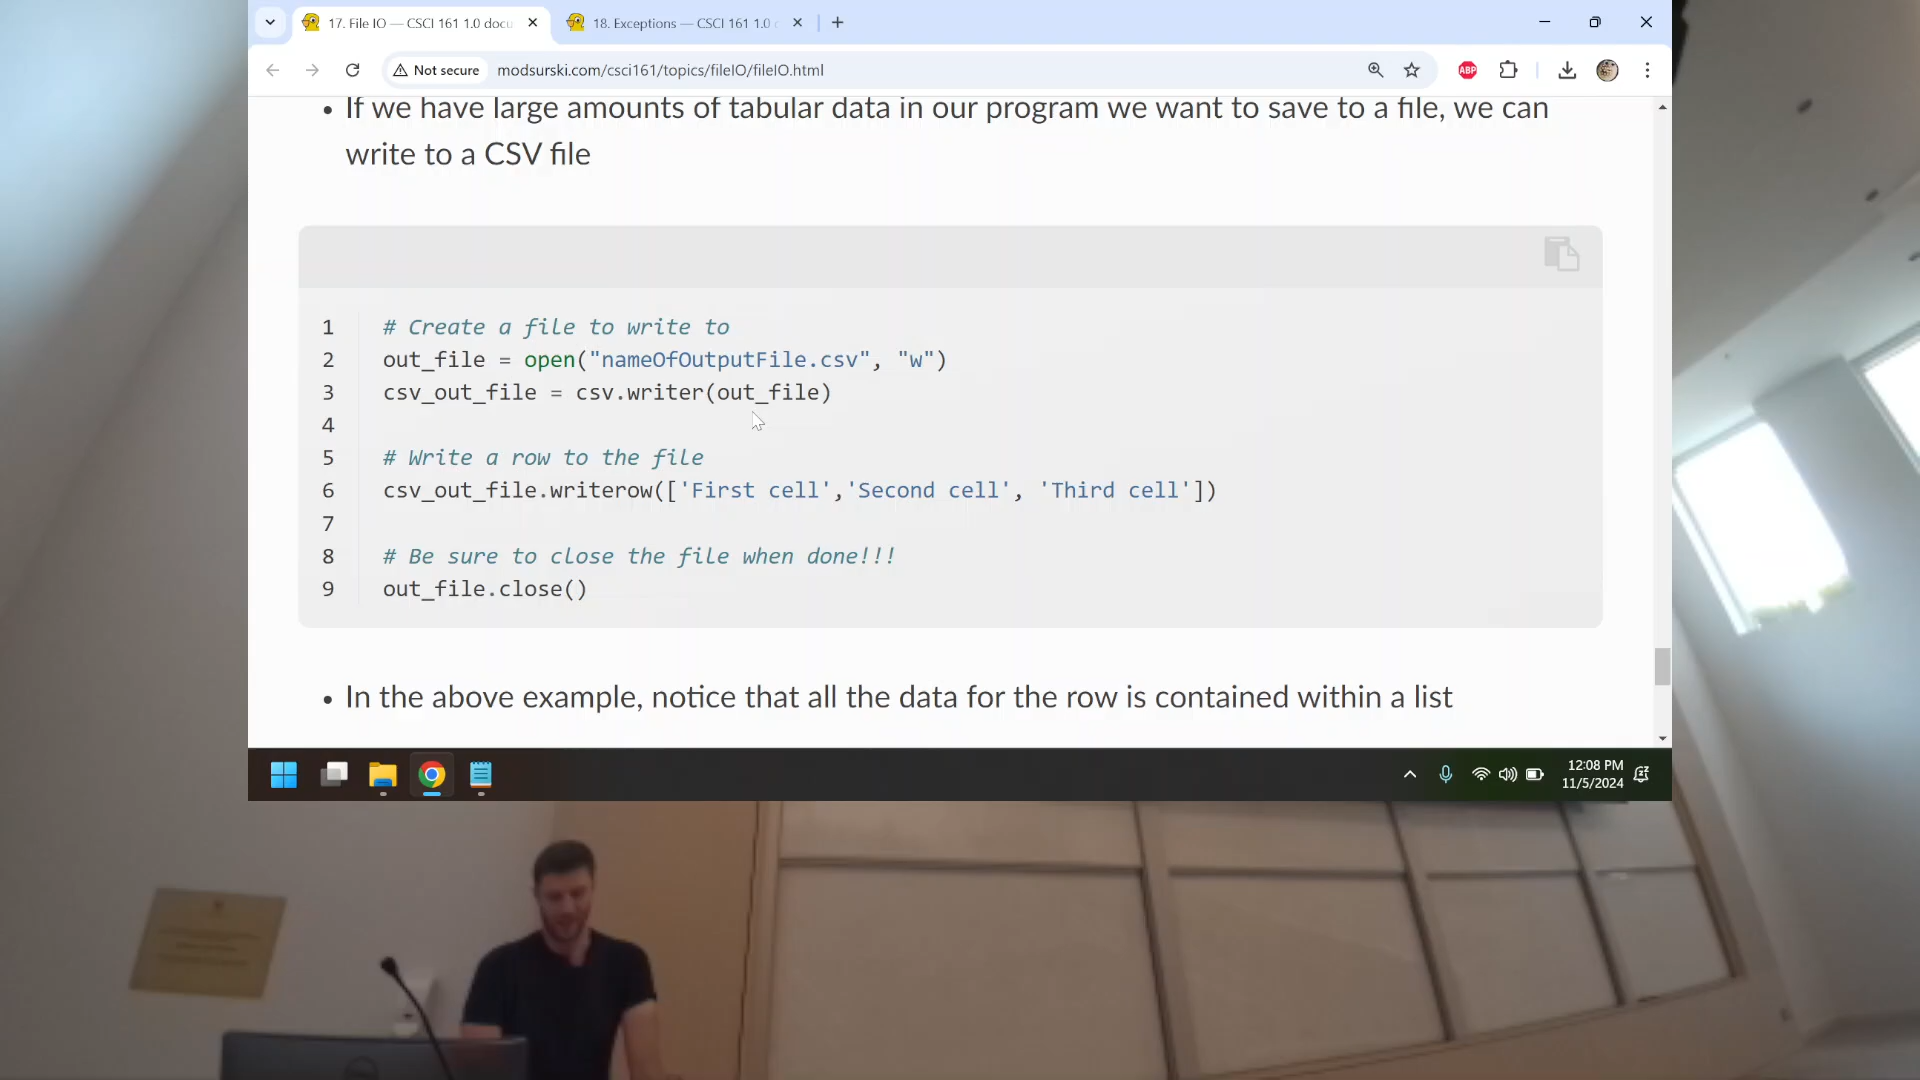 17. File IO — CSCI 161 1.0 docu
18. Exceptions — CSCI 161 1.0
Not secure
modsurski.com/csci161/topics/fileIO/fileIO.html
ABP
• If we have large amounts of tabular data in our program we want to save to a file, we can
write to a CSV file
1 # Create a file to write to
2 out_file = open("nameOfOutputFile.csv", "w")
3 csv_out_file = csv.writer(out_file)
4
5 # Write a row to the file
6 csv_out_file.writerow(['First cell','Second cell', 'Third cell'])
7
8 # Be sure to close the file when done!!!
9 out_file.close()
• In the above example, notice that all the data for the row is contained within a list
12:08 PM
11/5/2024